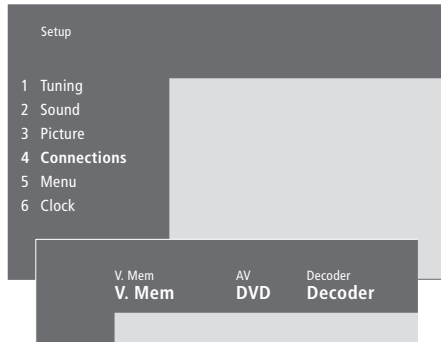 Setup
1 Tuning
2 Sound
3 Picture
4 Connections
5 Menu
6 Clock
V. Mem AV Decoder
V. Mem DVD Decoder